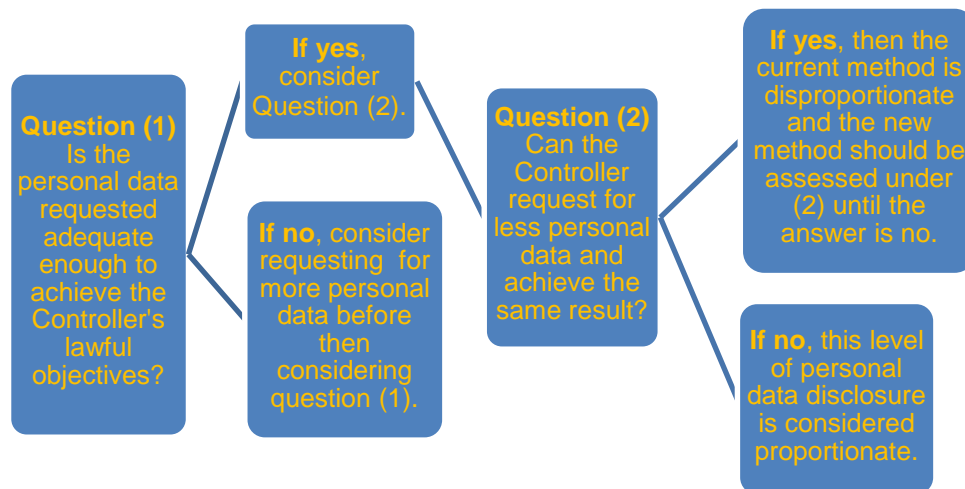 Question (1)
Is the
personal data
requested
adequate
enough to
achieve the
Controller's
lawful
objectives?
If yes,
consider
Question (2).
If no, consider
requesting for
more personal
data before
then
considering
question (1).
Question (2)
Can the
Controller
request for
less personal
data and
achieve the
same result?
If yes, then the
current method is
disproportionate
and the new
method should be
assessed under
(2) until the
answer is no.
If no, this level
of personal
data disclosure
is considered
proportionate.